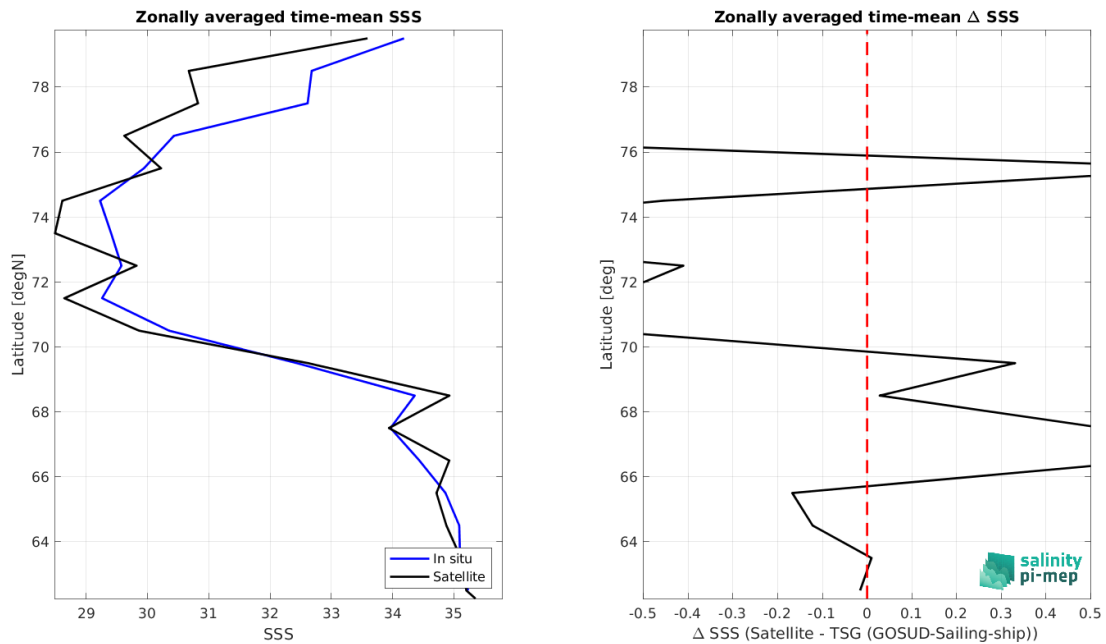 Zonally averaged time-mean SSS
78
76
74
72
70
68
66
64
Latitude [degN]
29 30 31 32 33 34 35
SSS
In situ
Satellite
Zonally averaged time-mean Δ SSS
78
76
74
72
70
68
66
64
Latitude [deg]
-0.5 -0.4 -0.3 -0.2 -0.1 0 0.1 0.2 0.3 0.4 0.5
Δ SSS (Satellite - TSG (GOSUD-Sailing-ship))
salinity
pi-mep